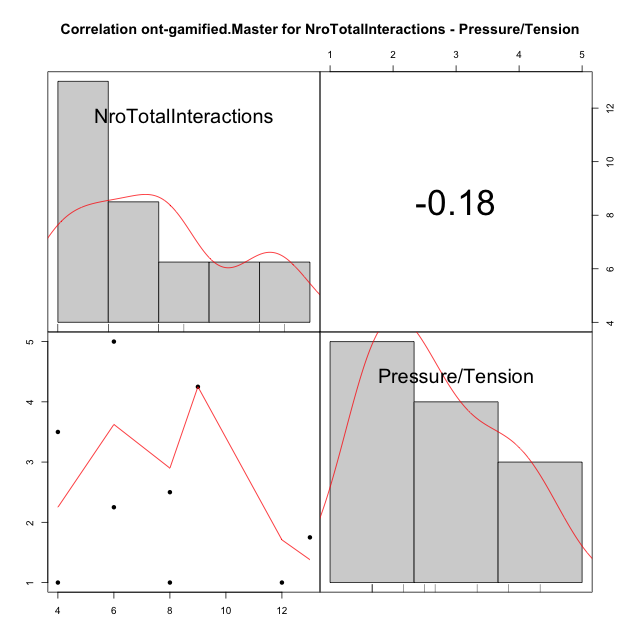 Correlation ont-gamified.Master for NroTotalInteractions - Pressure/Tension
1 2 3 4 5
NroTotalInteractions
-0.18
12
10
8
6
4
Pressure/Tension
5
4
3
2
1
4 6 8 10 12